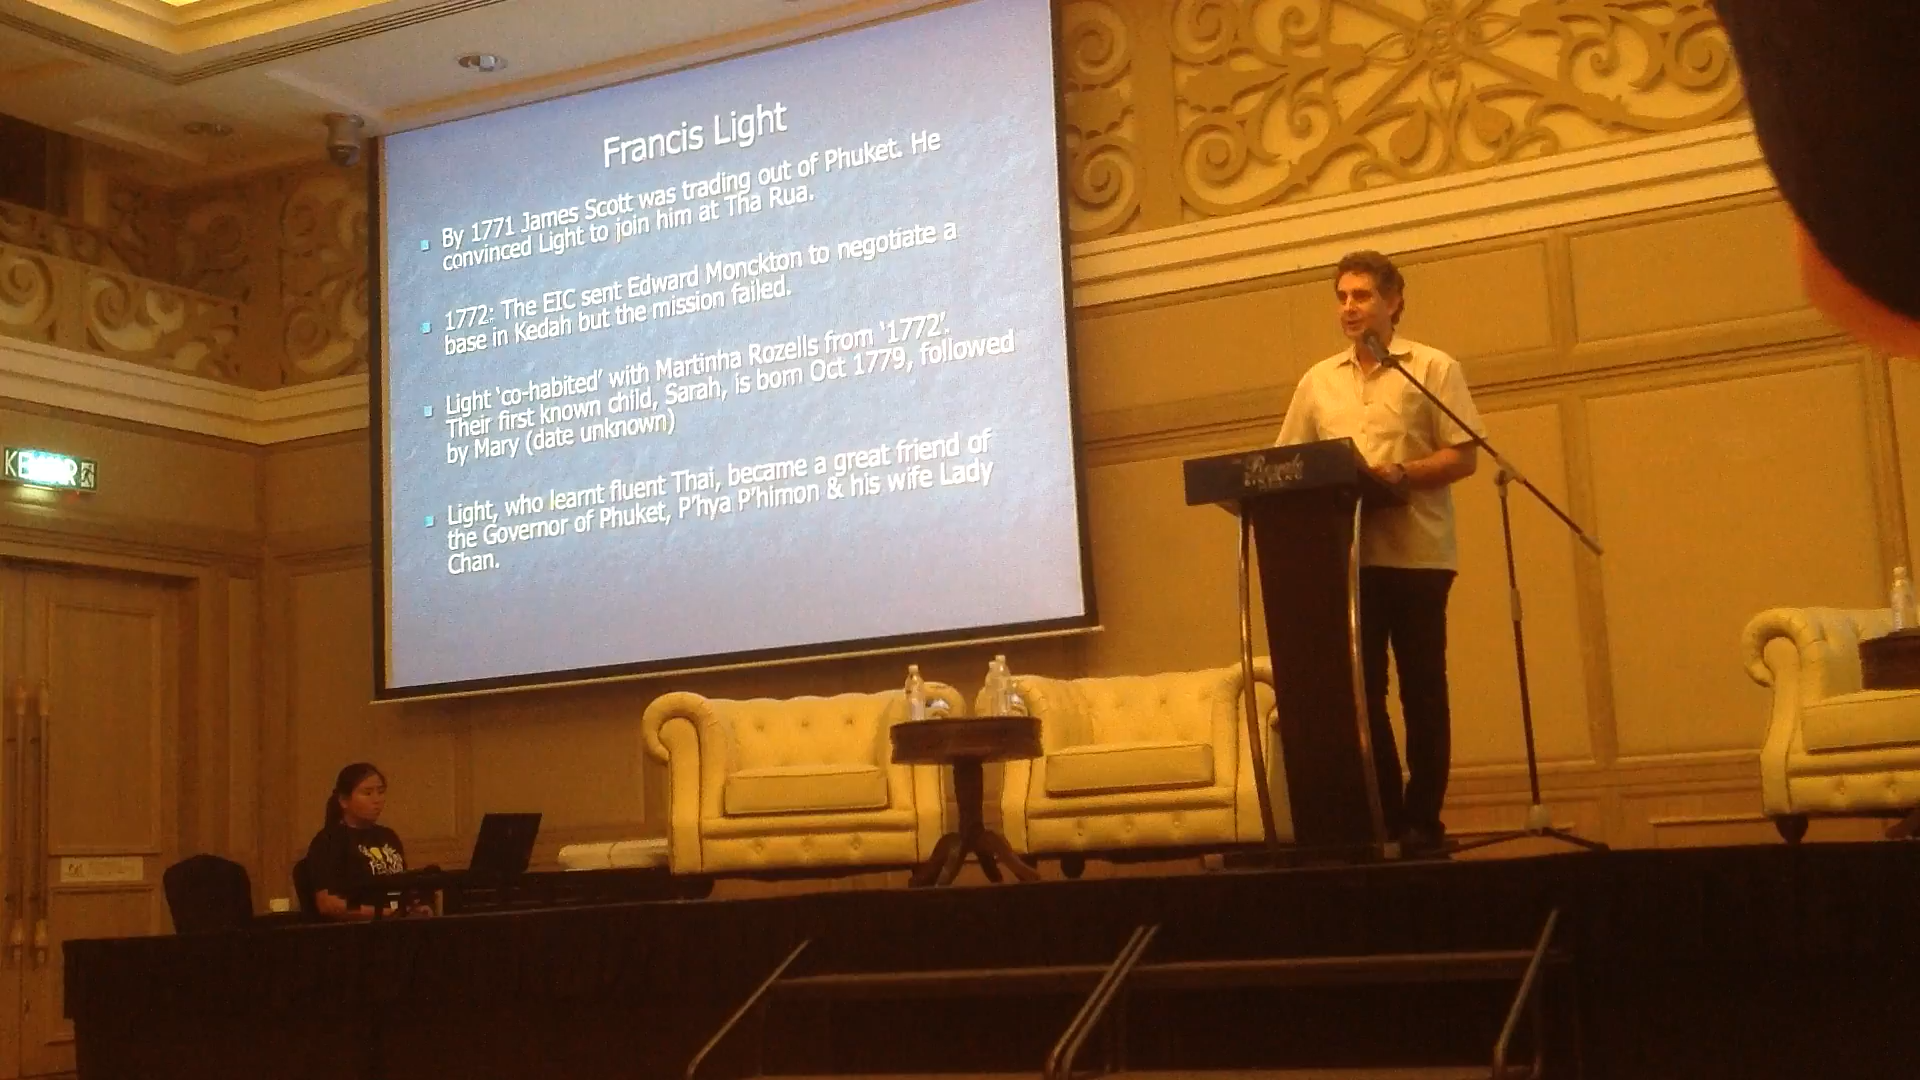 Francis Light
By 1771 James Scott was trading out of Phuket. He
convinced Light to join him at Tha Rua.
1772: The EIC sent Edward Monckton to negotiate a
base in Kedah but the mission failed.
Light 'co-habited' with Martinha Rozells from '1772'.
Their first known child, Sarah, is born Oct 1779, followed
by Mary (date unknown)
Light, who learnt fluent Thai, became a great friend of
the Governor of Phuket, P'hya P'himon & his wife Lady
Chan.
KELUAR
Royale
BINTANG